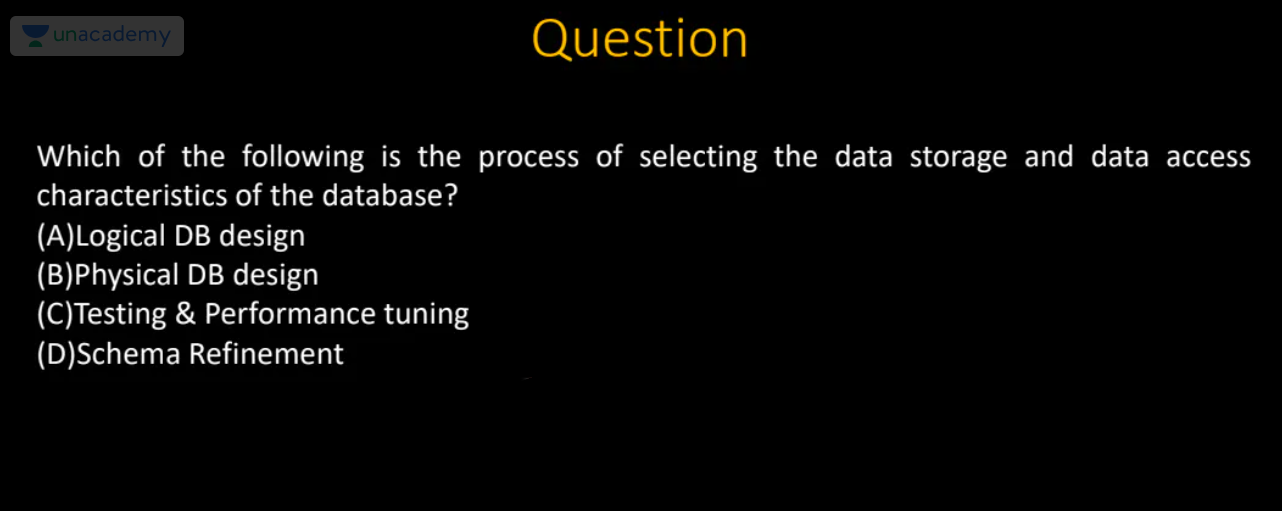 unacademy
Question
Which of the following is the process of selecting the data storage and data access
characteristics of the database?
(A)Logical DB design
(B)Physical DB design
(C)Testing & Performance tuning
(D)Schema Refinement